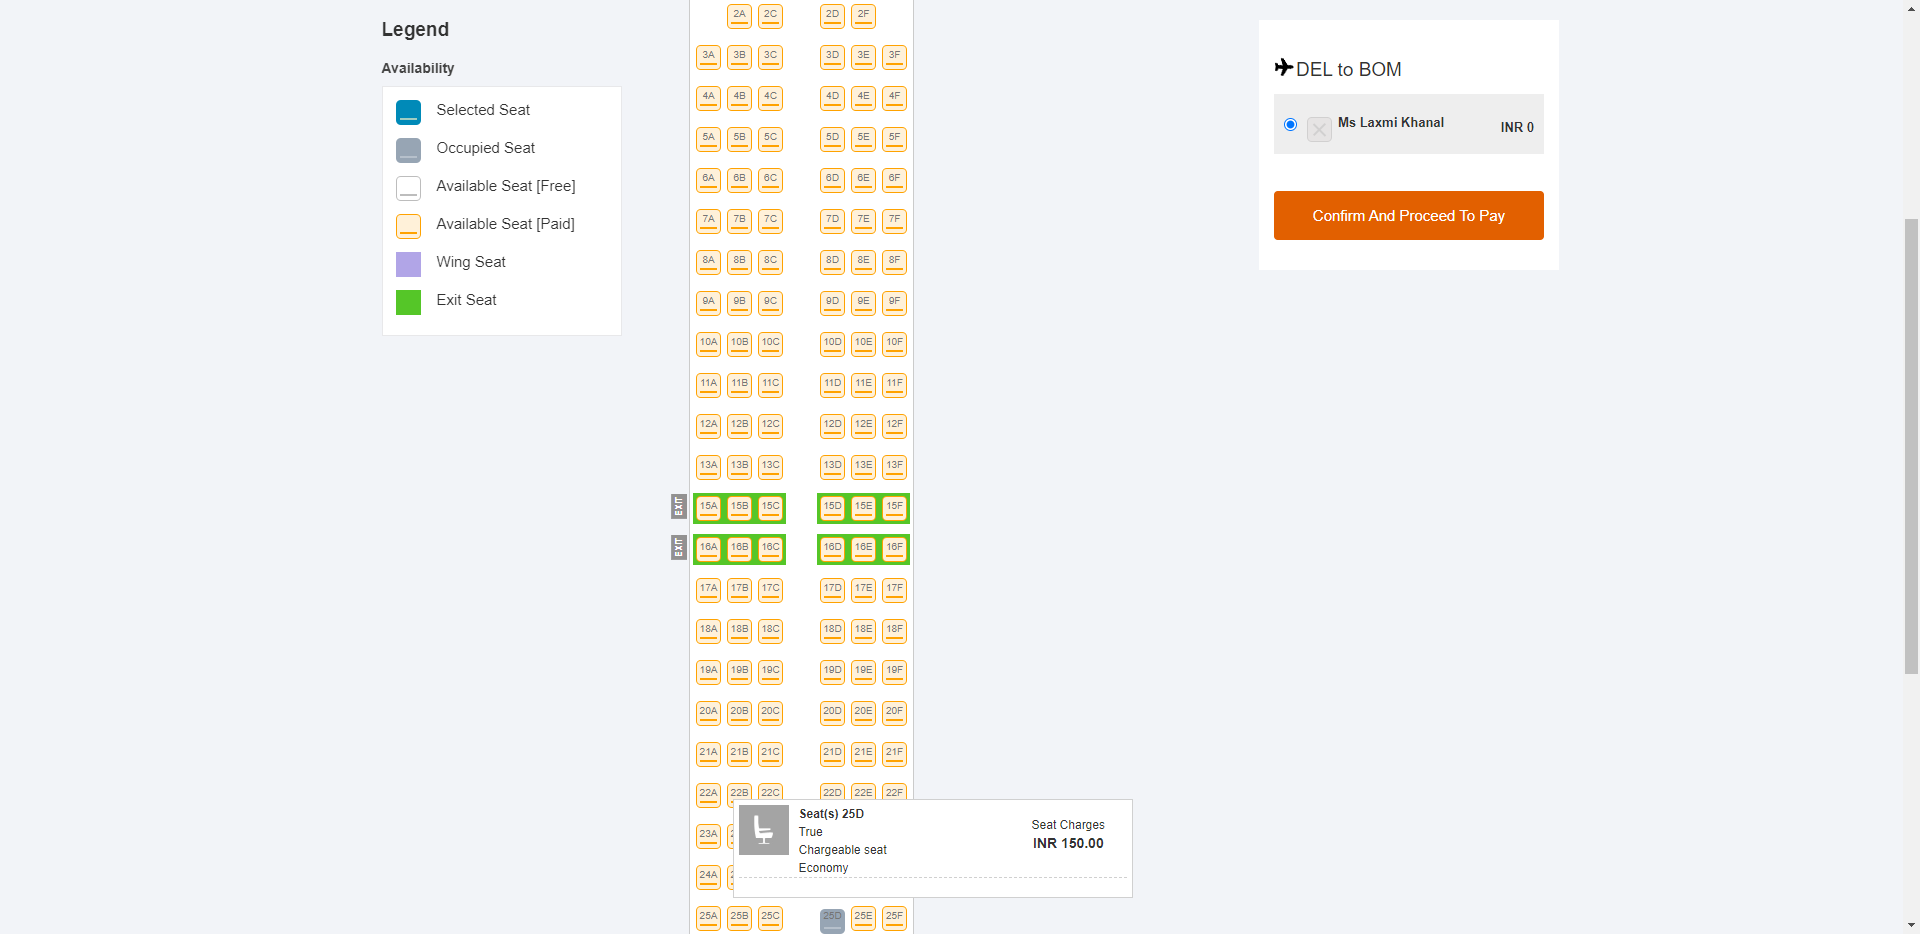 Legend
Availability
Selected Seat
Occupied Seat
Available Seat [Free]
Available Seat [Paid]
Wing Seat
Exit Seat
2A 2C 2D 2F
3A 3B 3C 3D 3E 3F
4A 4B 4C 4D 4E 4F
5A 5B 5C 5D 5E 5F
6A 6B 6C 6D 6E 6F
7A 7B 7C 7D 7E 7F
8A 8B 8C 8D 8E 8F
9A 9B 9C 9D 9E 9F
10A 10B 10C 10D 10E 10F
11A 11B 11C 11D 11E 11F
12A 12B 12C 12D 12E 12F
13A 13B 13C 13D 13E 13F
EXIT 15A 15B 15C 15D 15E 15F
EXIT 16A 16B 16C 16D 16E 16F
17A 17B 17C 17D 17E 17F
18A 18B 18C 18D 18E 18F
19A 19B 19C 19D 19E 19F
20A 20B 20C 20D 20E 20F
21A 21B 21C 21D 21E 21F
22A 22B 22C 22D 22E 22F
23A
24A
25A 25B 25C 25D 25E 25F
Seat(s) 25D
True
Chargeable seat
Economy
Seat Charges
INR 150.00
DEL to BOM
Ms Laxmi Khanal INR 0
Confirm And Proceed To Pay